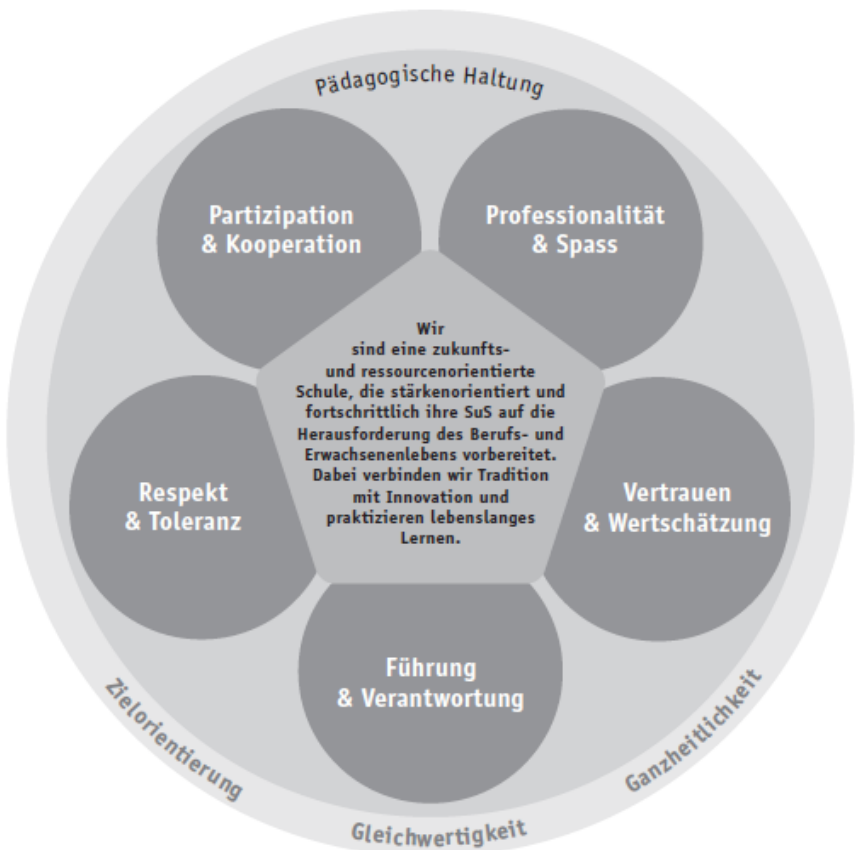 Pädagogische Haltung
Partizipation
& Kooperation
Professionalität
& Spass
Wir
sind eine zukunfts-
und ressourcenorientierte
Schule, die stärkenorientiert und
fortschrittlich ihre SuS auf die
Herausforderung des Berufs- und
Erwachsenenlebens vorbereitet.
Dabei verbinden wir Tradition
mit Innovation und
praktizieren lebenslanges
Lernen.
Respekt
& Toleranz
Vertrauen
& Wertschätzung
Führung
& Verantwortung
Zielorientierung
Gleichwertigkeit
Ganzheitlichkeit